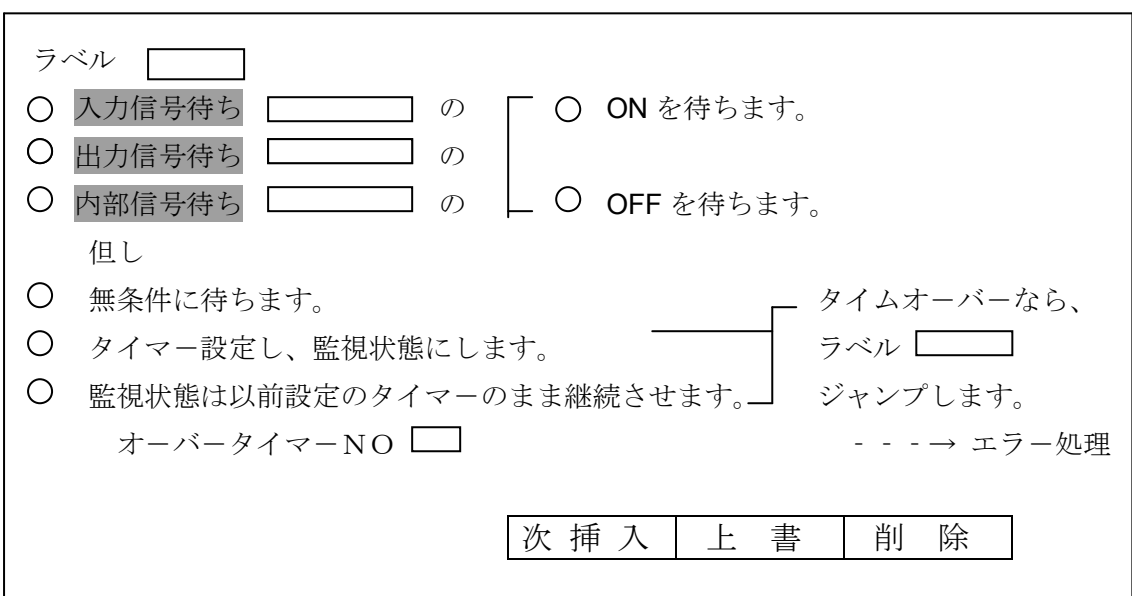 ラベル
入力信号待ち の ON を待ちます。
出力信号待ち の
内部信号待ち の OFF を待ちます。
但し
無条件に待ちます。 タイムオーバーなら、
タイマー設定し、監視状態にします。 ラベル
監視状態は以前設定のタイマーのまま継続させます。 ジャンプします。
オーバータイマーNO - - -→ エラー処理
次 挿 入 上 書 削 除